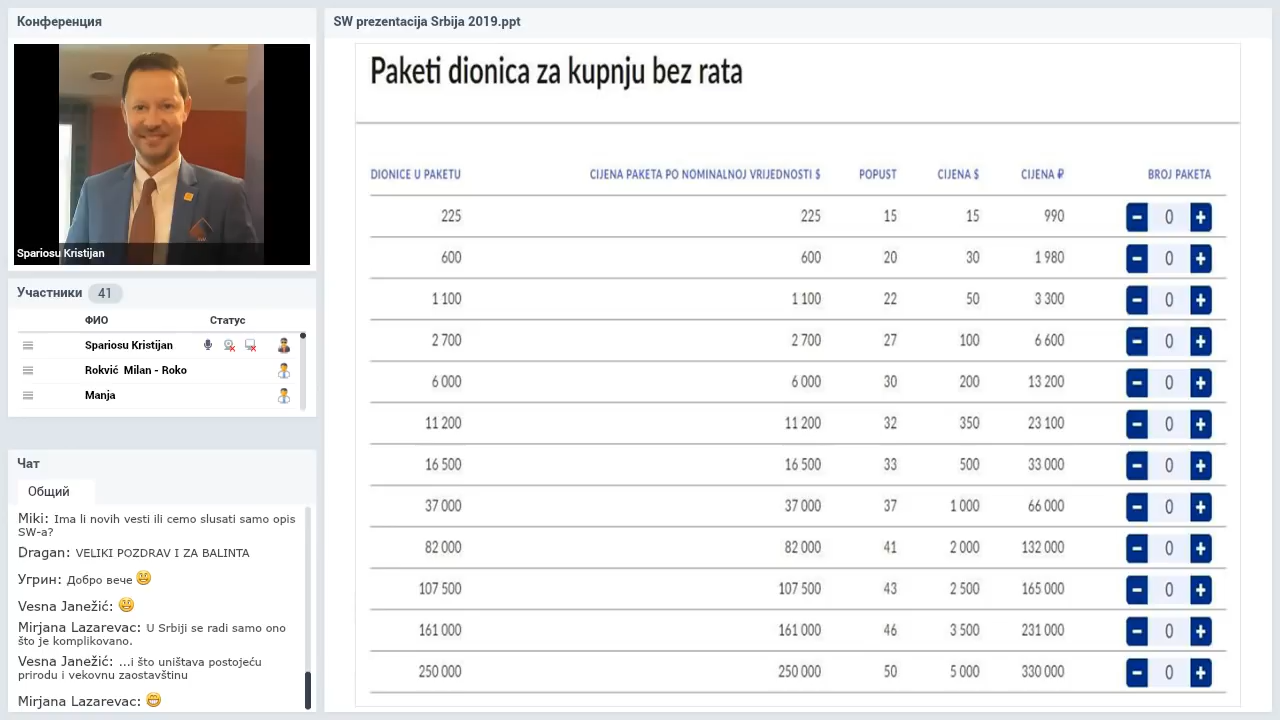 Конференция
Spariosu Kristijan
Участники 41
ФИО Статус
Spariosu Kristijan
Rokvić Milan - Roko
Manja
Чат
Общий
Miki: Ima li novih vesti ili cemo slusati samo opis
SW-a?
Dragan: VELIKI POZDRAV I ZA BALINTA
Угрин: Добро вече
Vesna Janežić:
Mirjana Lazarevac: U Srbiji se radi samo ono
što je komplikovano.
Vesna Janežić: ...i što uništava postojeću
prirodu i vekovnu zaostavštinu
Mirjana Lazarevac:
SW prezentacija Srbija 2019.ppt
Paketi dionica za kupnju bez rata
DIONICE U PAKETU CIJENA PAKETA PO NOMINALNOJ VRIJEDNOSTI $ POPUST CIJENA $ CIJENA ₽ BROJ PAKETA
225 225 15 15 990 − 0 +
600 600 20 30 1 980 − 0 +
1 100 1 100 22 50 3 300 − 0 +
2 700 2 700 27 100 6 600 − 0 +
6 000 6 000 30 200 13 200 − 0 +
11 200 11 200 32 350 23 100 − 0 +
16 500 16 500 33 500 33 000 − 0 +
37 000 37 000 37 1 000 66 000 − 0 +
82 000 82 000 41 2 000 132 000 − 0 +
107 500 107 500 43 2 500 165 000 − 0 +
161 000 161 000 46 3 500 231 000 − 0 +
250 000 250 000 50 5 000 330 000 − 0 +